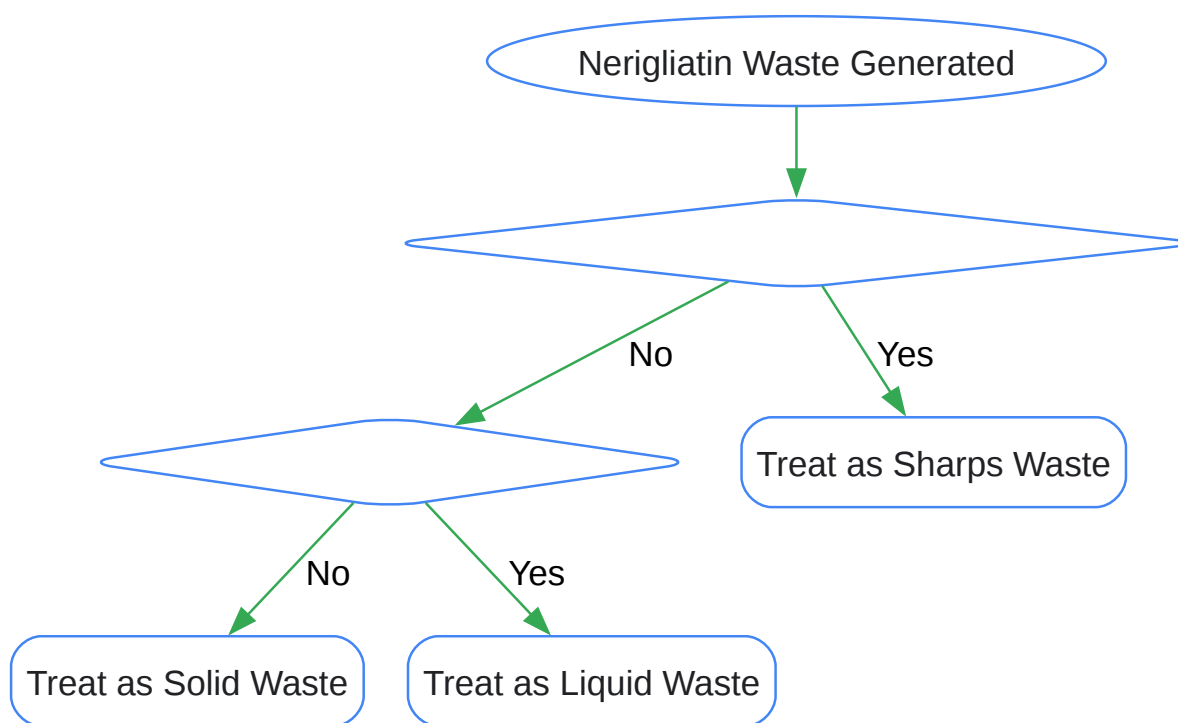 Nerigliatin Waste Generated
No
Yes
Treat as Sharps Waste
No
Yes
Treat as Solid Waste
Treat as Liquid Waste